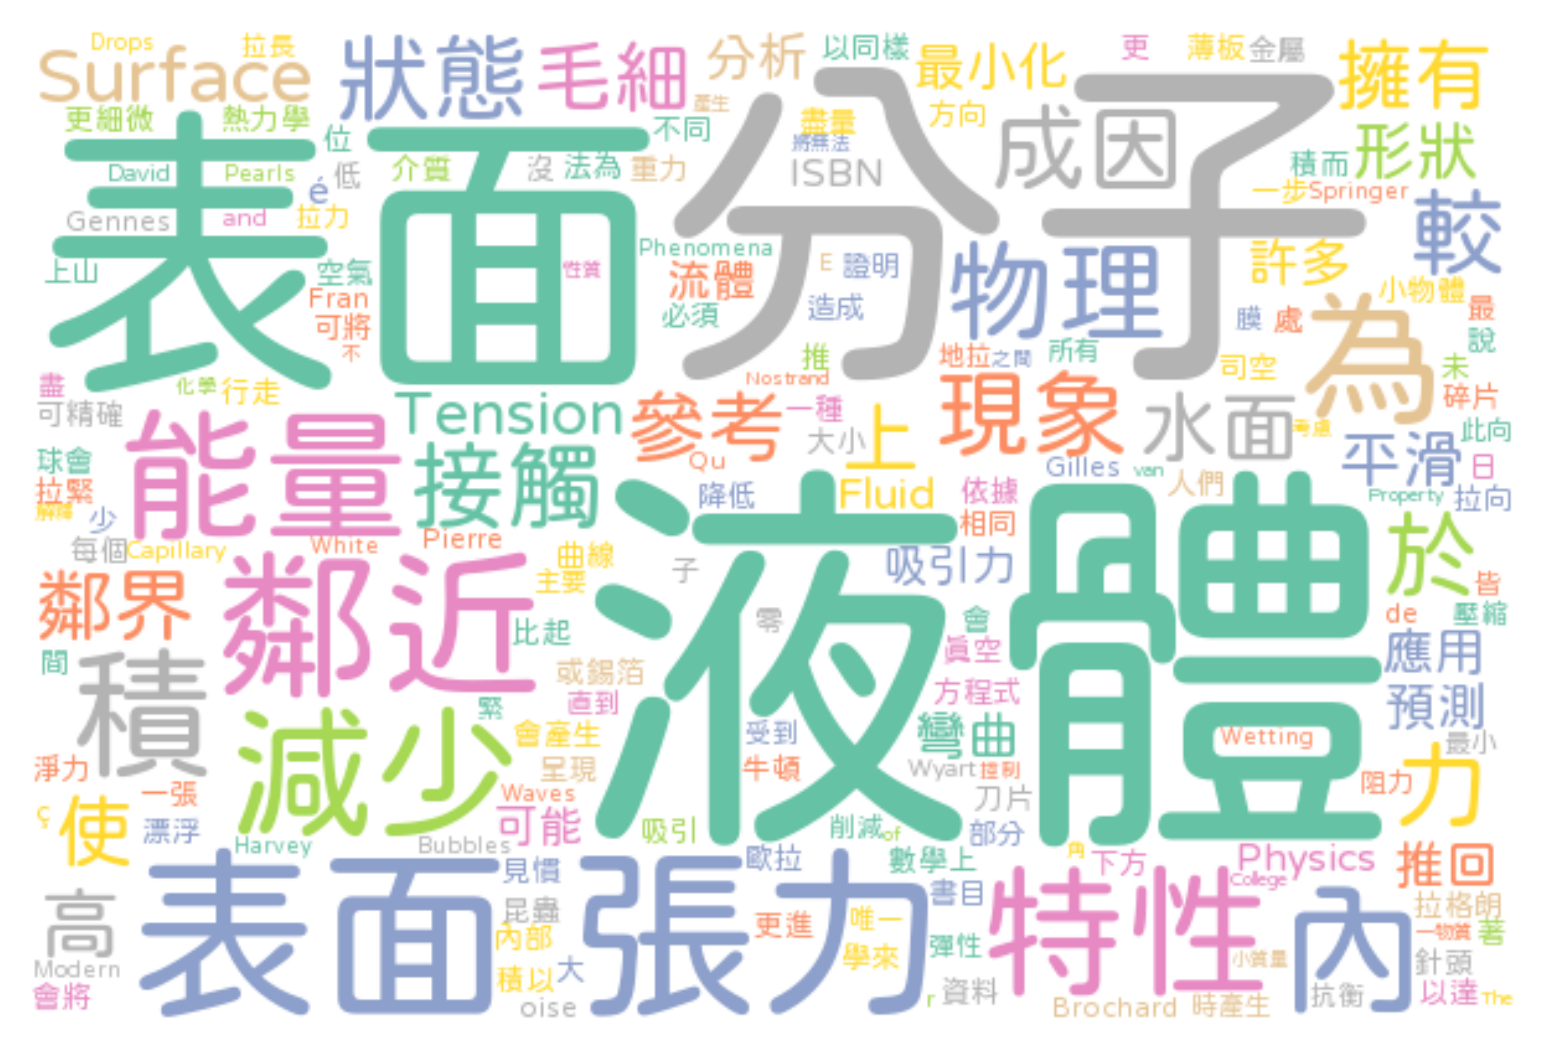 Drops
拉長
Surface
狀態
毛細
分析
以同樣
最小化
更
薄板
金屬
擁有
更細微
熱力學
位
產生
不同
盡量
將無法
方向
成因
形狀
積而
David
Pearls
é
低
介質
沒
法為
重力
ISBN
一步
Springer
較
Gennes
and
拉力
表面
分子
上山
空氣
性質
Phenomena
流體
E
證明
物理
許多
小物體
Fran
可將
不
必須
造成
膜
處
為
最
說
盡
化學
行走
推
地拉
之間
所有
司空
未
碎片
Nostrand
可精確
能量
Tension
參考
一種
大小
上
現象
水面
考慮
平滑
此向
球會
接觸
Qu
Gilles
van
人們
日
拉緊
解釋
少
降低
Fluid
依據
Property
拉向
每個
Capillary
White
Pierre
曲線
相同
於
鄰界
鄰近
主要
子
吸引力
液體
皆
比起
零
會
de
壓縮
間
積
或錫箔
真空
應用
直到
方程式
預測
緊
減少
會產生
受到
彎曲
Wetting
最小
淨力
呈現
牛頓
Wyart
控制
阻力
力
一張
Waves
刀片
ç
使
漂浮
可能
吸引
削減
of
部分
Harvey
Bubbles
歐拉
數學上
角
下方
Physics
推回
表面張力
見慣
書目
特性
College
內
高
昆蟲
更進
唯一
拉格朗
內部
彈性
一物質
著
Modern
積以
大
學來
小質量
針頭
會將
oise
r
資料
Brochard
時產生
抗衡
以達
The